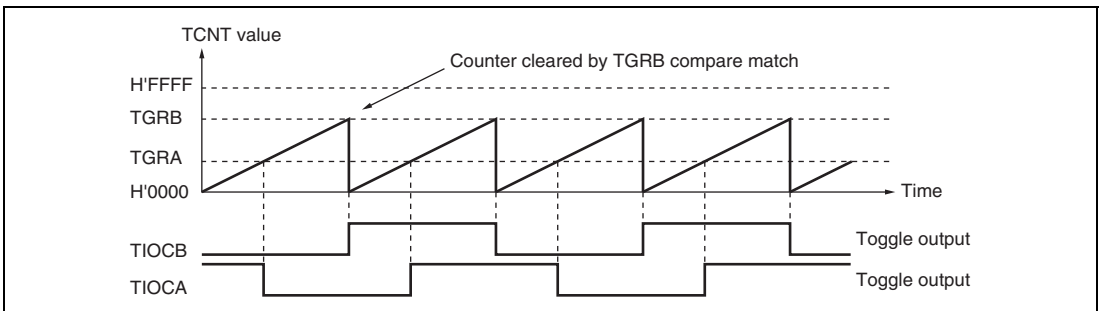 TCNT value
Counter cleared by TGRB compare match
H'FFFF
TGRB
TGRA
H'0000
Time
TIOCB
Toggle output
TIOCA
Toggle output